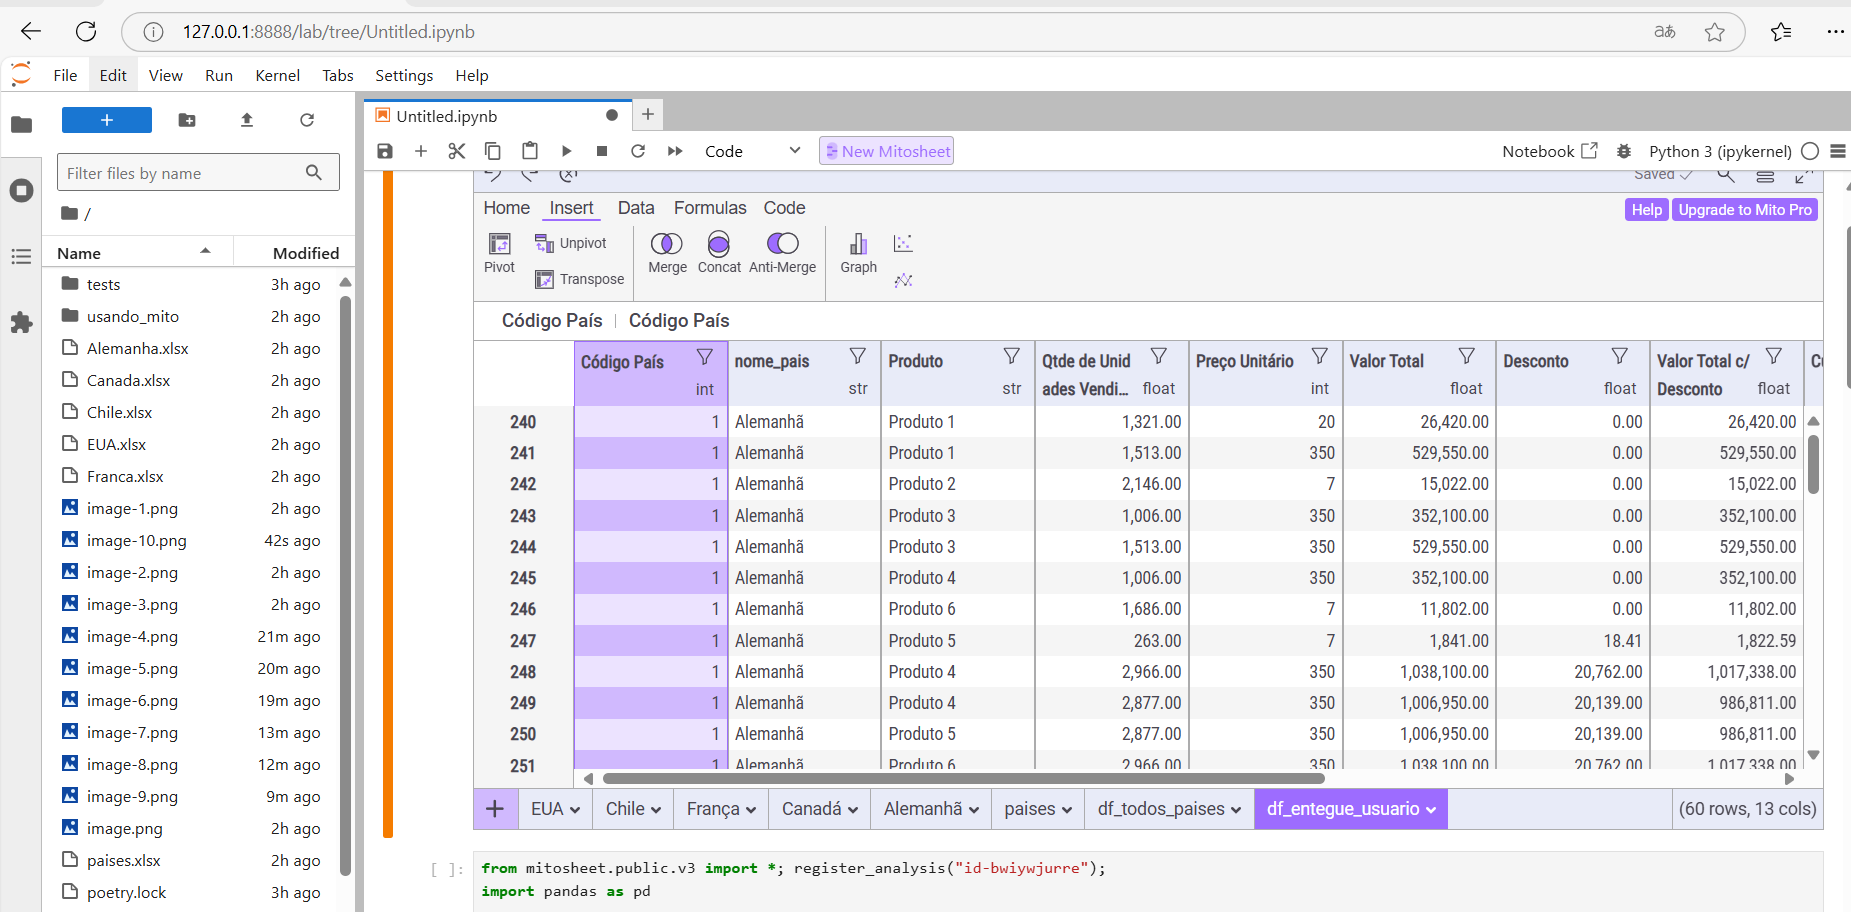 127.0.0.1:8888/lab/tree/Untitled.ipynb
File Edit View Run Kernel Tabs Settings Help
Untitled.ipynb
Code New Mitosheet Notebook Python 3 (ipykernel)
Filter files by name
/
Name Modified
tests 3h ago
usando_mito 2h ago
Alemanha.xlsx 2h ago
Canada.xlsx 2h ago
Chile.xlsx 2h ago
EUA.xlsx 2h ago
Franca.xlsx 2h ago
image-1.png 2h ago
image-10.png 42s ago
image-2.png 2h ago
image-3.png 2h ago
image-4.png 21m ago
image-5.png 20m ago
image-6.png 19m ago
image-7.png 13m ago
image-8.png 12m ago
image-9.png 9m ago
image.png 2h ago
paises.xlsx 2h ago
poetry.lock 3h ago
Saved
Home Insert Data Formulas Code Help Upgrade to Mito Pro
Pivot Unpivot Transpose Merge Concat Anti-Merge Graph
Código País Código País
Código País int nome_pais str Produto str Qtde de Unid ades Vendi... float Preço Unitário int Valor Total float Desconto float Valor Total c/ Desconto float
240 1 Alemanhã Produto 1 1,321.00 20 26,420.00 0.00 26,420.00
241 1 Alemanhã Produto 1 1,513.00 350 529,550.00 0.00 529,550.00
242 1 Alemanhã Produto 2 2,146.00 7 15,022.00 0.00 15,022.00
243 1 Alemanhã Produto 3 1,006.00 350 352,100.00 0.00 352,100.00
244 1 Alemanhã Produto 3 1,513.00 350 529,550.00 0.00 529,550.00
245 1 Alemanhã Produto 4 1,006.00 350 352,100.00 0.00 352,100.00
246 1 Alemanhã Produto 6 1,686.00 7 11,802.00 0.00 11,802.00
247 1 Alemanhã Produto 5 263.00 7 1,841.00 18.41 1,822.59
248 1 Alemanhã Produto 4 2,966.00 350 1,038,100.00 20,762.00 1,017,338.00
249 1 Alemanhã Produto 4 2,877.00 350 1,006,950.00 20,139.00 986,811.00
250 1 Alemanhã Produto 5 2,877.00 350 1,006,950.00 20,139.00 986,811.00
251 1 Alemanhã Produto 6 2,966.00 350 1,038,100.00 20,762.00 1,017,338.00
+ EUA Chile França Canadá Alemanhã paises df_todos_paises df_entegue_usuario (60 rows, 13 cols)
[ ]: from mitosheet.public.v3 import *; register_analysis("id-bwiywjurre");
import pandas as pd